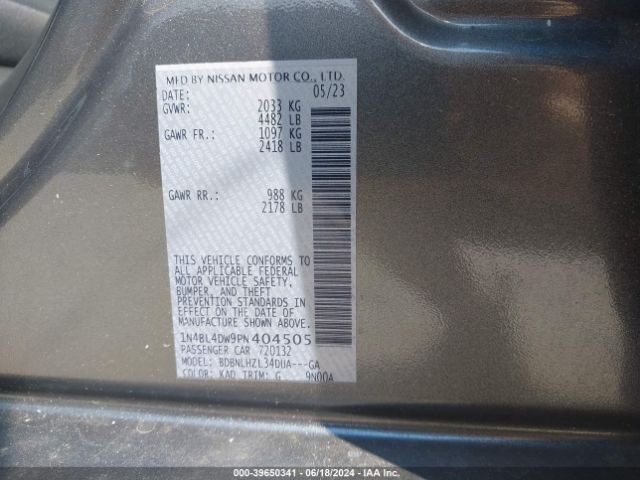 MFD BY NISSAN MOTOR CO., LTD.
DATE: 05/23
GVWR: 2033 KG
4482 LB
GAWR FR.: 1097 KG
2418 LB
GAWR RR.: 988 KG
2178 LB
THIS VEHICLE CONFORMS TO
ALL APPLICABLE FEDERAL
MOTOR VEHICLE SAFETY,
BUMPER, AND THEFT
PREVENTION STANDARDS IN
EFFECT ON THE DATE OF
MANUFACTURE SHOWN ABOVE.
1N4BL4DW9PN404505
PASSENGER CAR 720132
MODEL: BDBNLHZL34DUA---GA
COLOR: KAD TRIM: G 9N00A
000-39650341 - 06/18/2024 - IAAI.COM